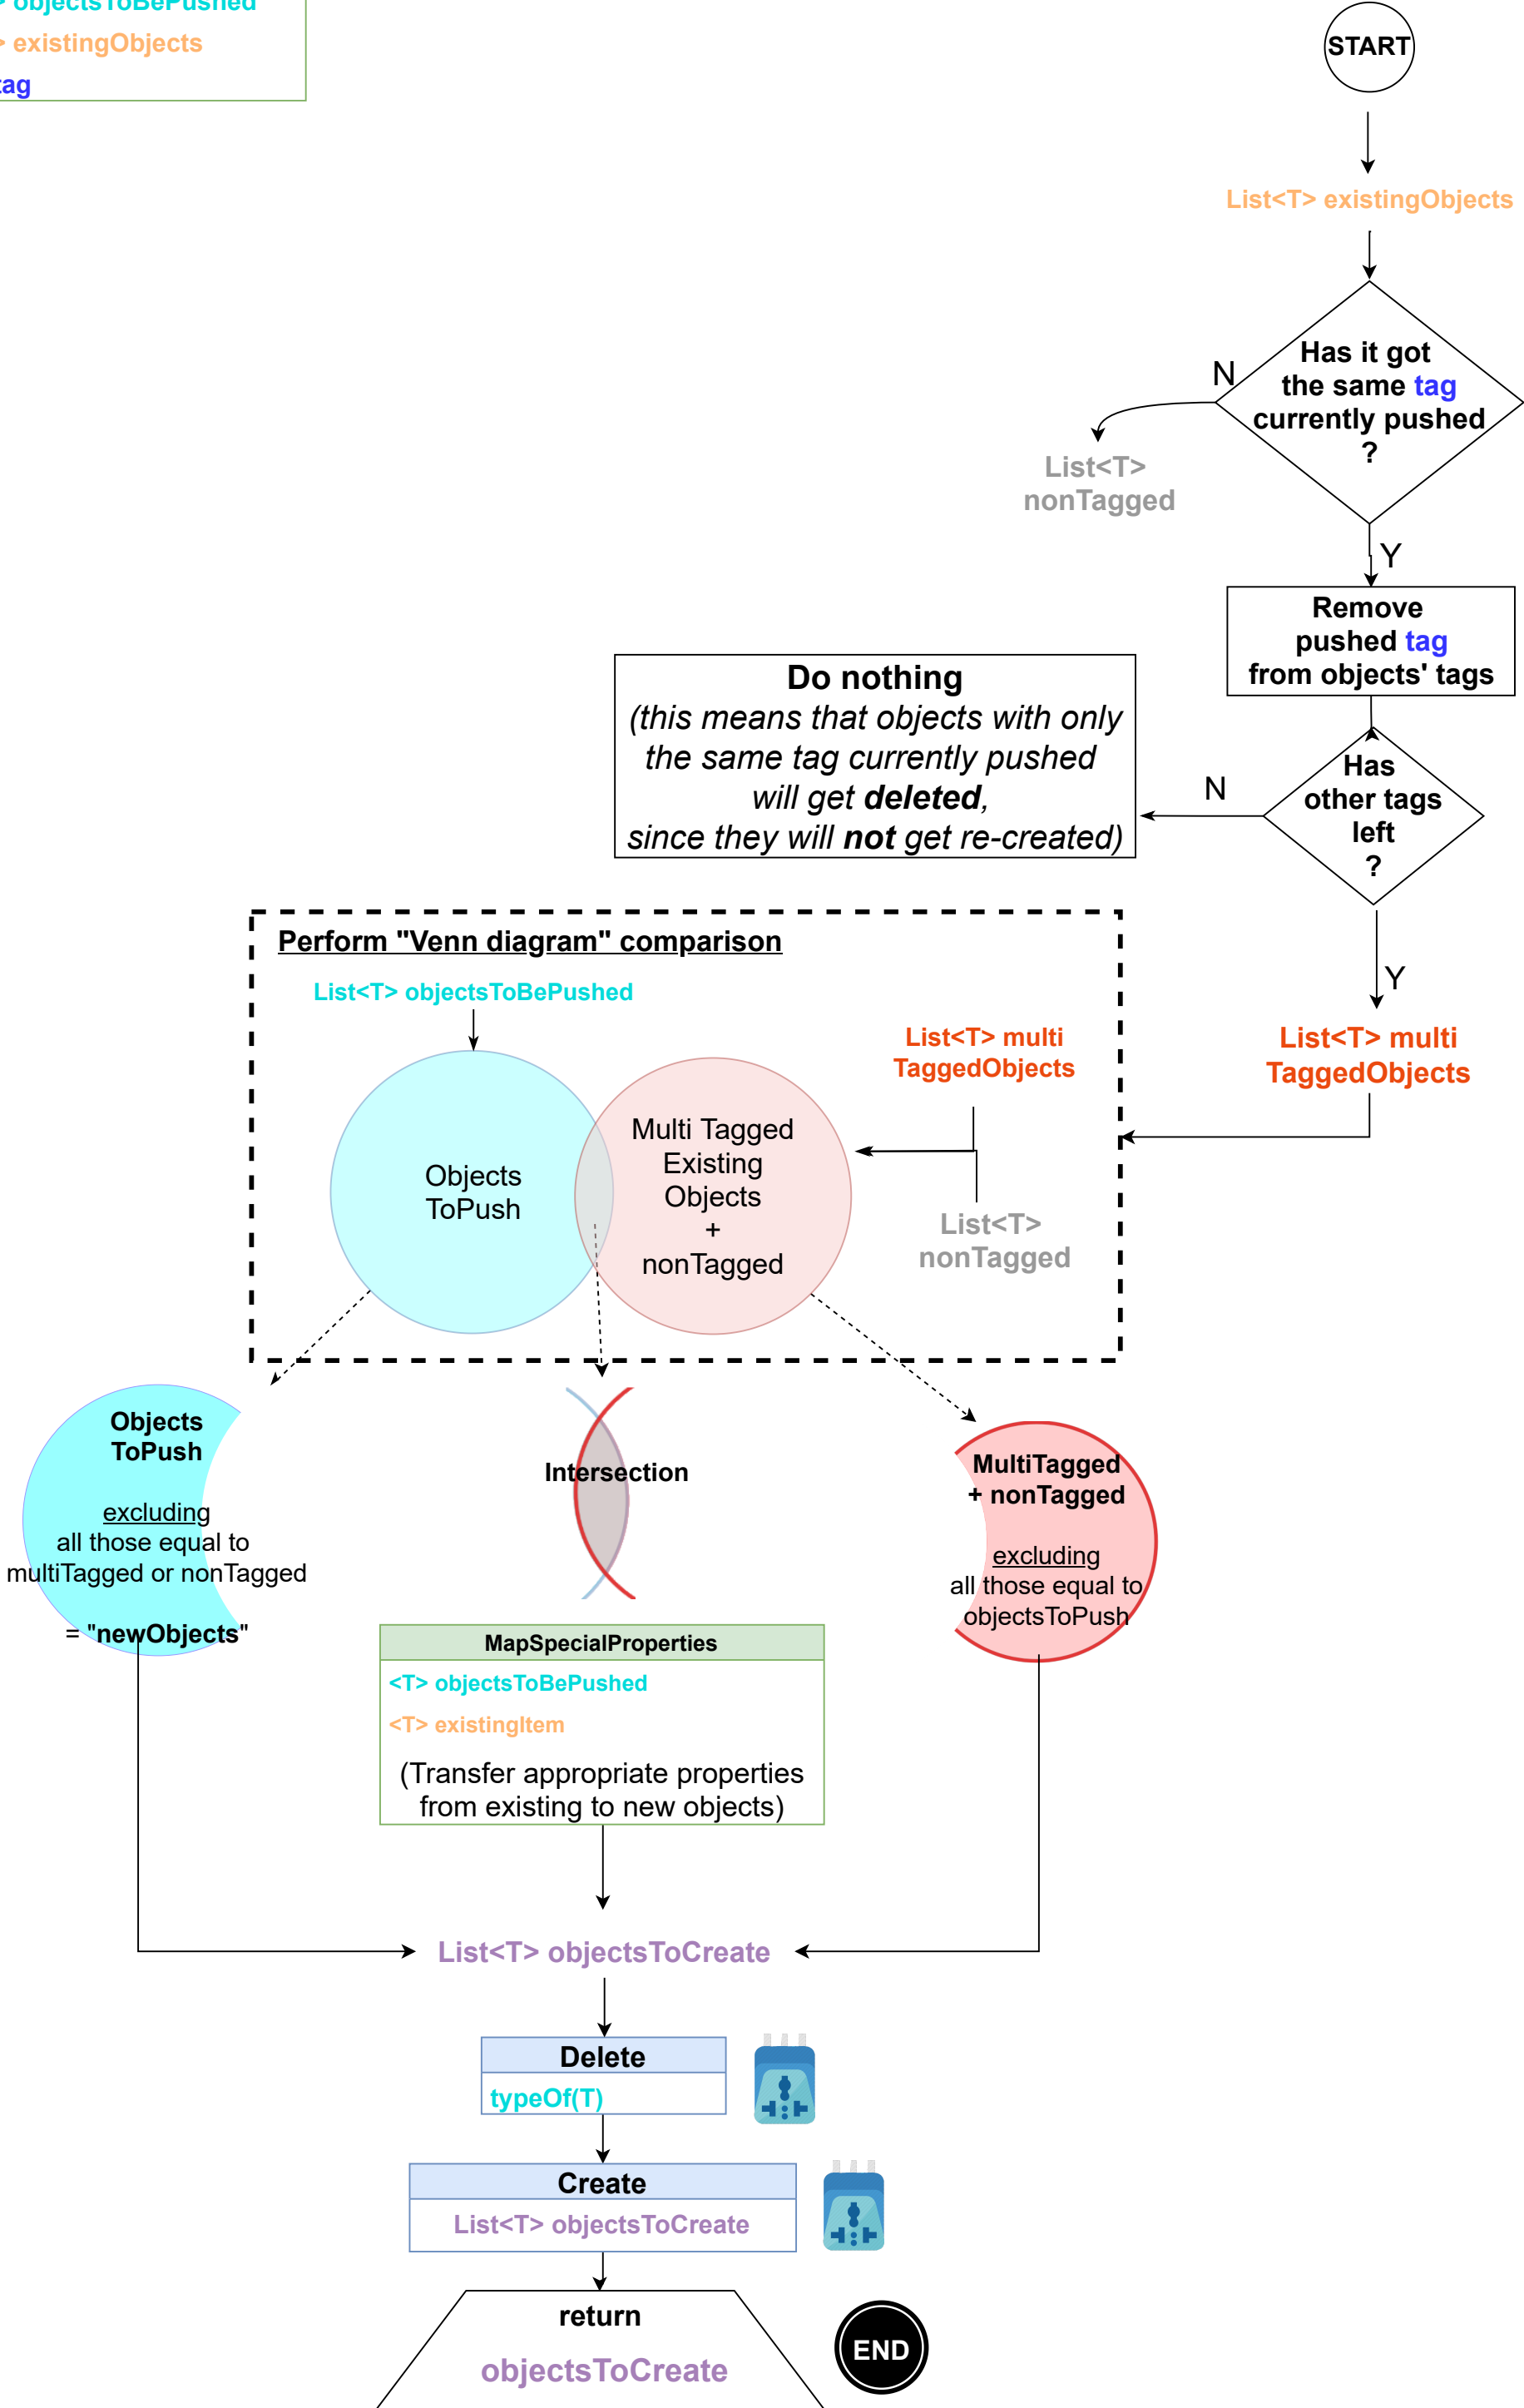 > objectsToBePushed
> existingObjects
tag
START
List<T> existingObjects
Has it got
the same tag
currently pushed
?
N
List<T>
nonTagged
Y
Remove
pushed tag
from objects' tags
Do nothing
(this means that objects with only
the same tag currently pushed
will get deleted,
since they will not get re-created)
N
Has
other tags
left
?
Y
List<T> multi
TaggedObjects
Perform "Venn diagram" comparison
List<T> objectsToBePushed
List<T> multi
TaggedObjects
Objects
ToPush
Multi Tagged
Existing
Objects
+
nonTagged
List<T>
nonTagged
Objects
ToPush
excluding
all those equal to
multiTagged or nonTagged
= "newObjects"
Intersection
MultiTagged
+ nonTagged
excluding
all those equal to
objectsToPush
MapSpecialProperties
<T> objectsToBePushed
<T> existingItem
(Transfer appropriate properties
from existing to new objects)
List<T> objectsToCreate
Delete
typeOf(T)
Create
List<T> objectsToCreate
return
objectsToCreate
END